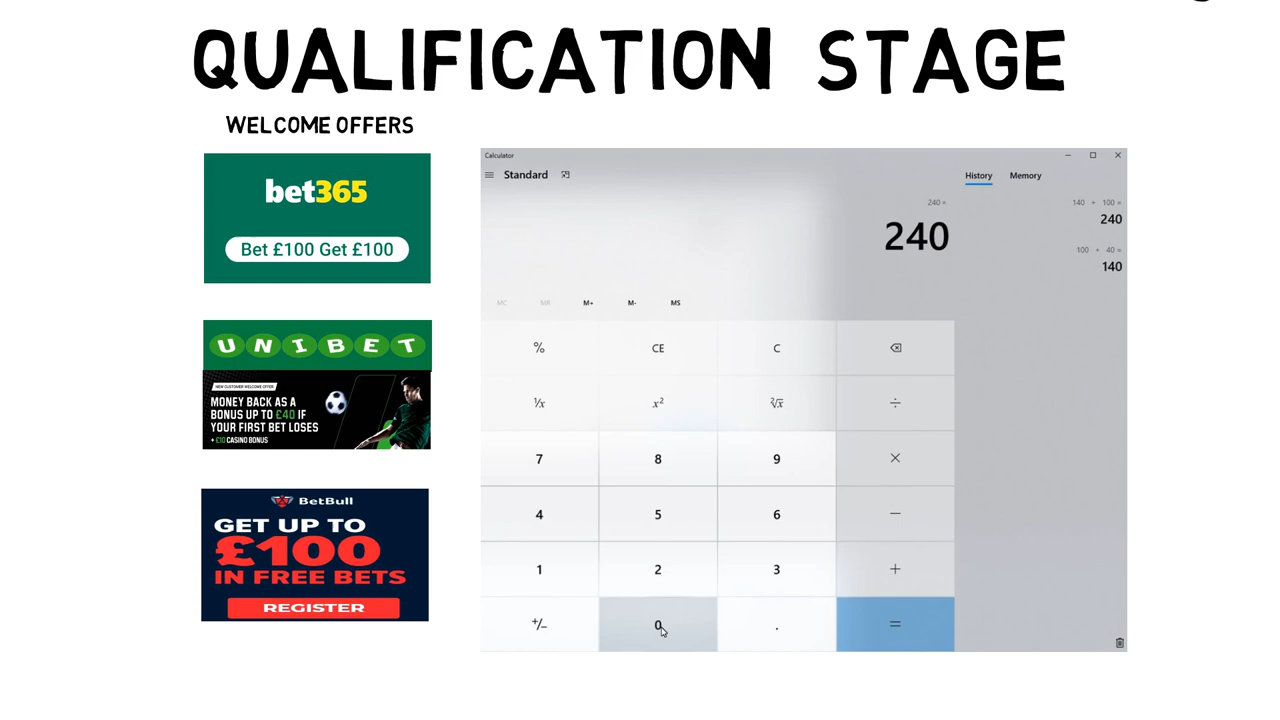 QUALIFICATION STAGE
WELCOME OFFERS
bet365
Bet £100 Get £100
UNIBET
NEW CUSTOMER WELCOME OFFER
MONEY BACK AS A
BONUS UP TO £40 IF
YOUR FIRST BET LOSES
+ £10 CASINO BONUS
BetBull
GET UP TO
£100
IN FREE BETS
REGISTER
Calculator
Standard
240 =
240
MC MR M+ M- MS
% CE C
⅟x x² ²√x ÷
7 8 9 ×
4 5 6 −
1 2 3 +
+/− 0 . =
History Memory
140 + 100 =
240
100 + 40 =
140